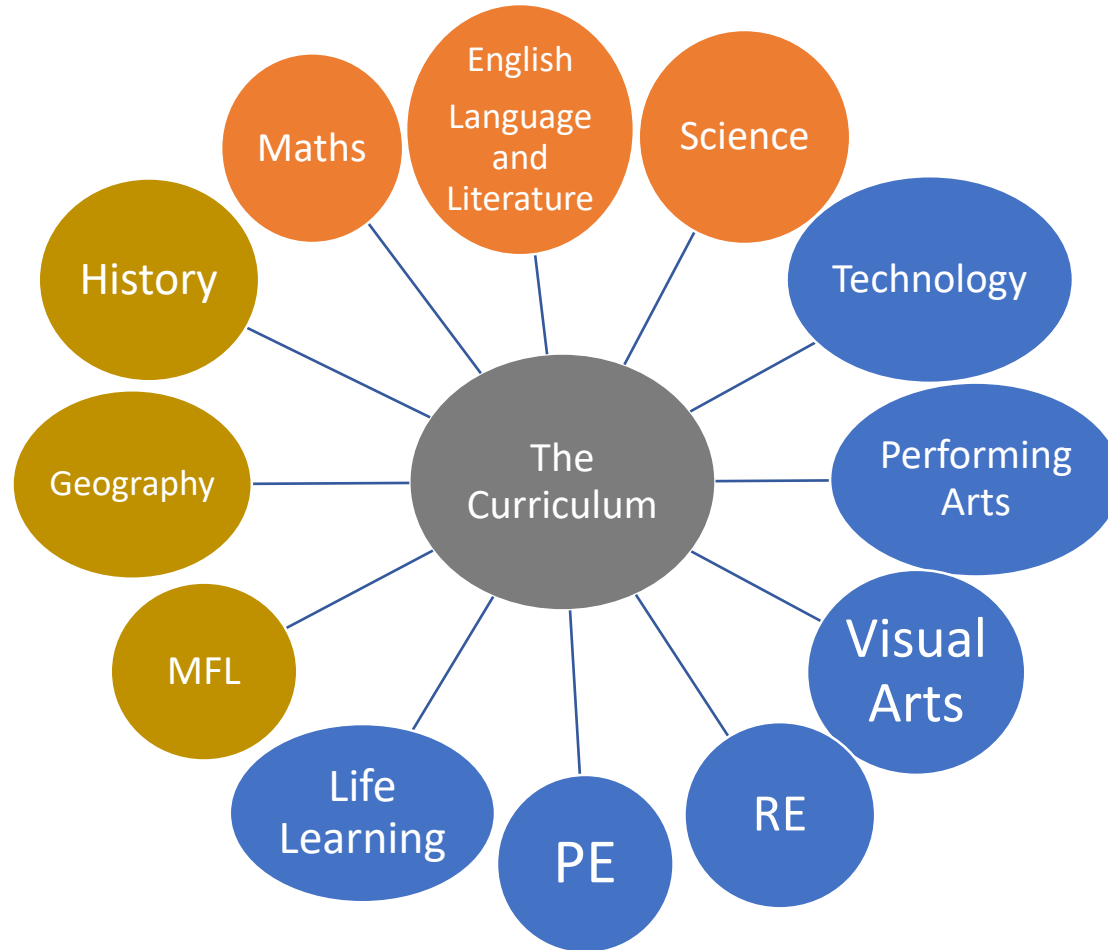 English
Language
and
Literature
Science
Maths
Technology
History
Performing
Arts
The
Curriculum
Geography
Visual
Arts
MFL
RE
Life
Learning
PE